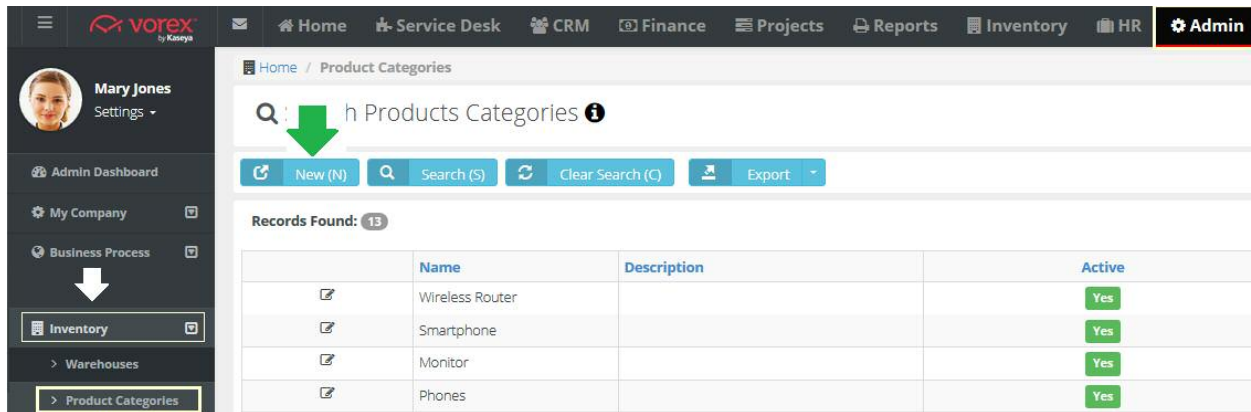 vorex Home Service Desk CRM Finance Projects Reports Inventory HR Admin
by Kaseya
Home / Product Categories
Mary Jones
Settings
h Products Categories
Admin Dashboard
New (N) Search (S) Clear Search (C) Export
My Company
Records Found: 13
Business Process
Name Description Active
Wireless Router Yes
Inventory
Smartphone Yes
> Warehouses
Monitor Yes
> Product Categories
Phones Yes